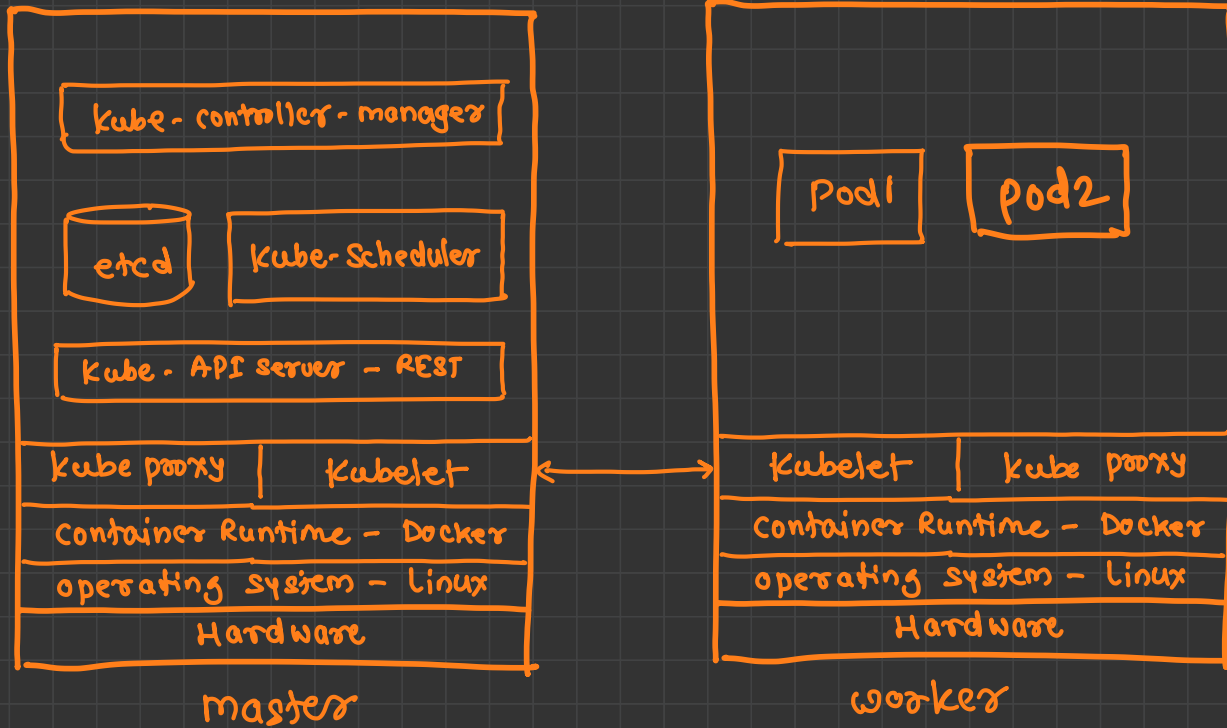 Kube - controller - manager
etcd
Kube-Scheduler
Kube - API server - REST
Kube proxy
Kubelet
Container Runtime - Docker
operating system - Linux
Hardware
master
Pod1
pod2
Kubelet
Kube proxy
Container Runtime - Docker
operating system - Linux
Hardware
worker